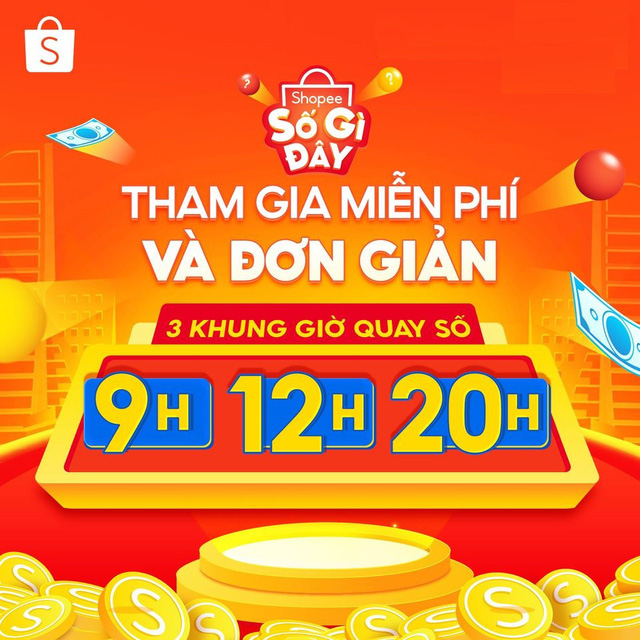 S
? ?
Shopee
Số Gì
ĐÂY
THAM GIA MIỄN PHÍ
VÀ ĐƠN GIẢN
3 KHUNG GIỜ QUAY SỐ
9H 12H 20H
S S S S S S S S